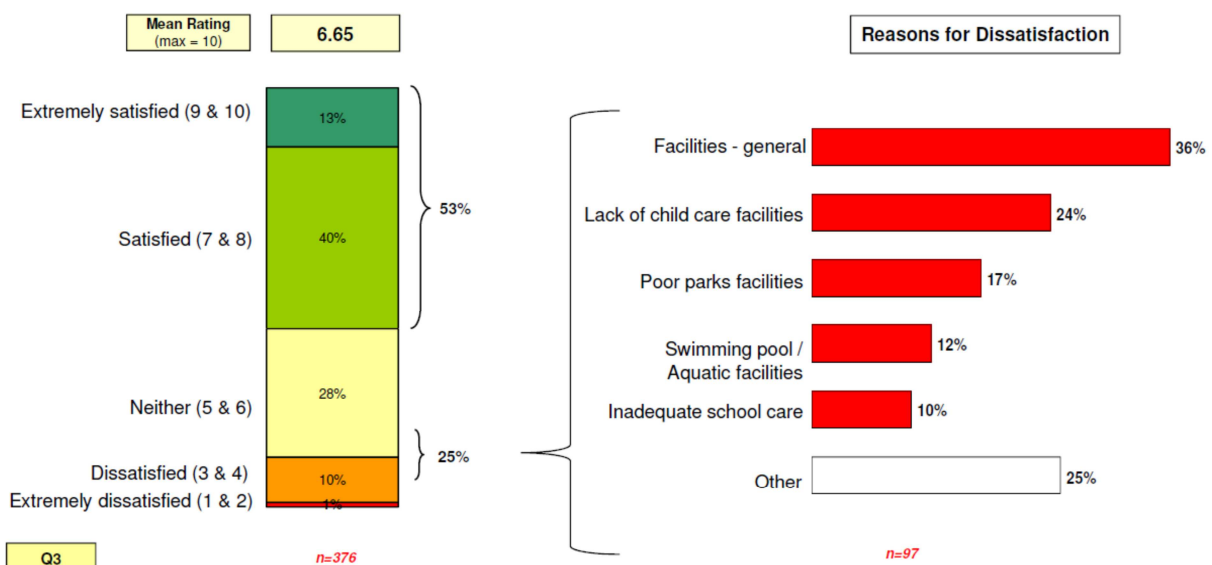 Mean Rating
(max = 10)
6.65
Reasons for Dissatisfaction
Extremely satisfied (9 & 10)
13%
Satisfied (7 & 8)
40%
53%
Neither (5 & 6)
28%
25%
Dissatisfied (3 & 4)
10%
Extremely dissatisfied (1 & 2)
1%
Q3
n=376
Facilities - general
36%
Lack of child care facilities
24%
Poor parks facilities
17%
Swimming pool /
Aquatic facilities
12%
Inadequate school care
10%
Other
25%
n=97